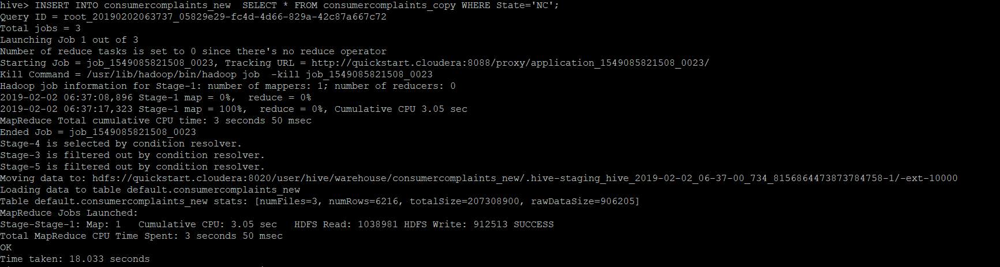 hive> INSERT INTO consumercomplaints_new  SELECT * FROM consumercomplaints_copy WHERE State='NC';
Query ID = root_20190202063737_05829e29-fc4d-4d66-829a-42c87a667c72
Total jobs = 3
Launching Job 1 out of 3
Number of reduce tasks is set to 0 since there's no reduce operator
Starting Job = job_1549085821508_0023, Tracking URL = http://quickstart.cloudera:8088/proxy/application_1549085821508_0023/
Kill Command = /usr/lib/hadoop/bin/hadoop job  -kill job_1549085821508_0023
Hadoop job information for Stage-1: number of mappers: 1; number of reducers: 0
2019-02-02 06:37:08,896 Stage-1 map = 0%,  reduce = 0%
2019-02-02 06:37:17,323 Stage-1 map = 100%,  reduce = 0%, Cumulative CPU 3.05 sec
MapReduce Total cumulative CPU time: 3 seconds 50 msec
Ended Job = job_1549085821508_0023
Stage-4 is selected by condition resolver.
Stage-3 is filtered out by condition resolver.
Stage-5 is filtered out by condition resolver.
Moving data to: hdfs://quickstart.cloudera:8020/user/hive/warehouse/consumercomplaints_new/.hive-staging_hive_2019-02-02_06-37-00_734_8156864473873784758-1/-ext-10000
Loading data to table default.consumercomplaints_new
Table default.consumercomplaints_new stats: [numFiles=3, numRows=6216, totalSize=207308900, rawDataSize=906205]
MapReduce Jobs Launched:
Stage-Stage-1: Map: 1   Cumulative CPU: 3.05 sec   HDFS Read: 1038981 HDFS Write: 912513 SUCCESS
Total MapReduce CPU Time Spent: 3 seconds 50 msec
OK
Time taken: 18.033 seconds